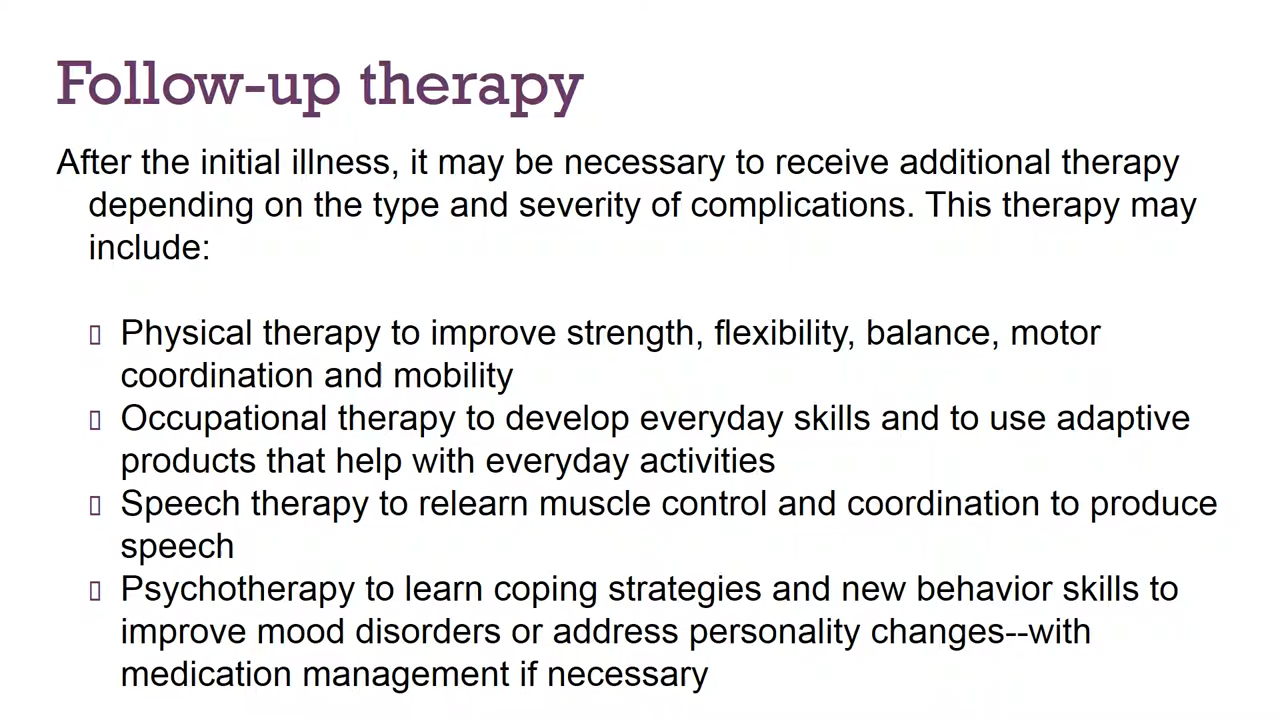 Follow-up therapy
After the initial illness, it may be necessary to receive additional therapy
depending on the type and severity of complications. This therapy may
include:
▯ Physical therapy to improve strength, flexibility, balance, motor
coordination and mobility
▯ Occupational therapy to develop everyday skills and to use adaptive
products that help with everyday activities
▯ Speech therapy to relearn muscle control and coordination to produce
speech
▯ Psychotherapy to learn coping strategies and new behavior skills to
improve mood disorders or address personality changes--with
medication management if necessary